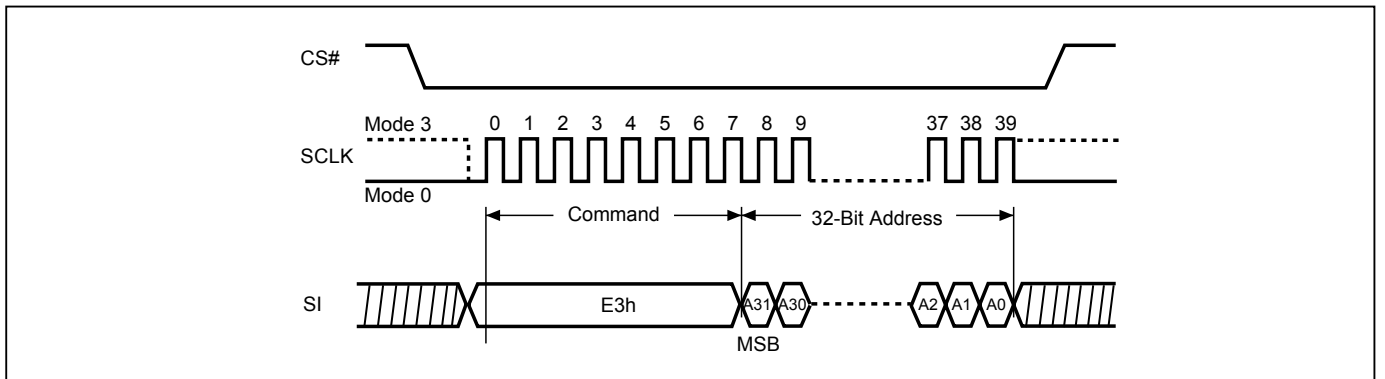 CS#
Mode 3 0 1 2 3 4 5 6 7 8 9 37 38 39
SCLK
Mode 0
Command 32-Bit Address
SI E3h A31 A30 A2 A1 A0
MSB